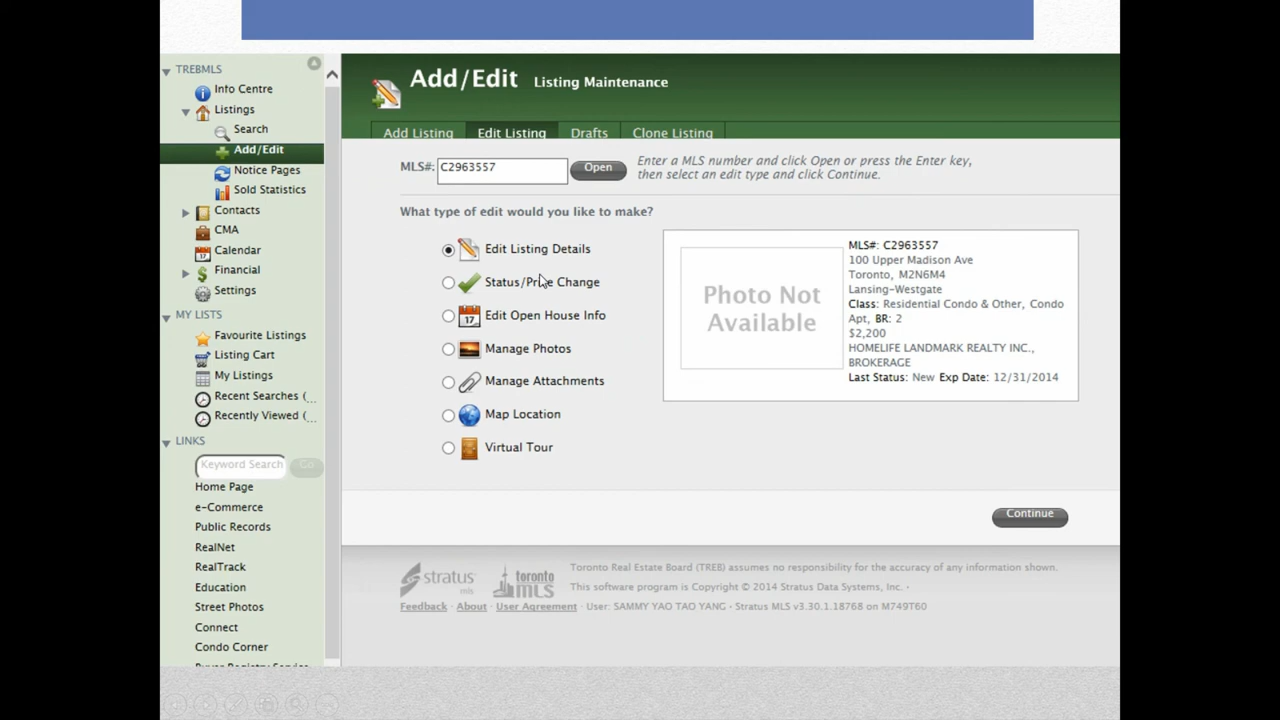 TREBMLS
Info Centre
Listings
Search
Add/Edit
Notice Pages
Sold Statistics
Contacts
CMA
Calendar
Financial
Settings
MY LISTS
Favourite Listings
Listing Cart
My Listings
Recent Searches (...
Recently Viewed (...
LINKS
Keyword Search Go
Home Page
e-Commerce
Public Records
RealNet
RealTrack
Education
Street Photos
Connect
Condo Corner
Add/Edit Listing Maintenance
Add Listing Edit Listing Drafts Clone Listing
MLS#: C2963557 Open
Enter a MLS number and click Open or press the Enter key,
then select an edit type and click Continue.
What type of edit would you like to make?
Edit Listing Details
Status/Price Change
17 Edit Open House Info
Manage Photos
Manage Attachments
Map Location
Virtual Tour
Photo Not
Available
MLS#: C2963557
100 Upper Madison Ave
Toronto, M2N6M4
Lansing-Westgate
Class: Residential Condo & Other, Condo
Apt, BR: 2
$2,200
HOMELIFE LANDMARK REALTY INC.,
BROKERAGE
Last Status: New Exp Date: 12/31/2014
Continue
stratus mls
toronto MLS
Toronto Real Estate Board (TREB) assumes no responsibility for the accuracy of any information shown.
This software program is Copyright © 2014 Stratus Data Systems, Inc. ·
Feedback · About · User Agreement · User: SAMMY YAO TAO YANG · Stratus MLS v3.30.1.18768 on M749T60